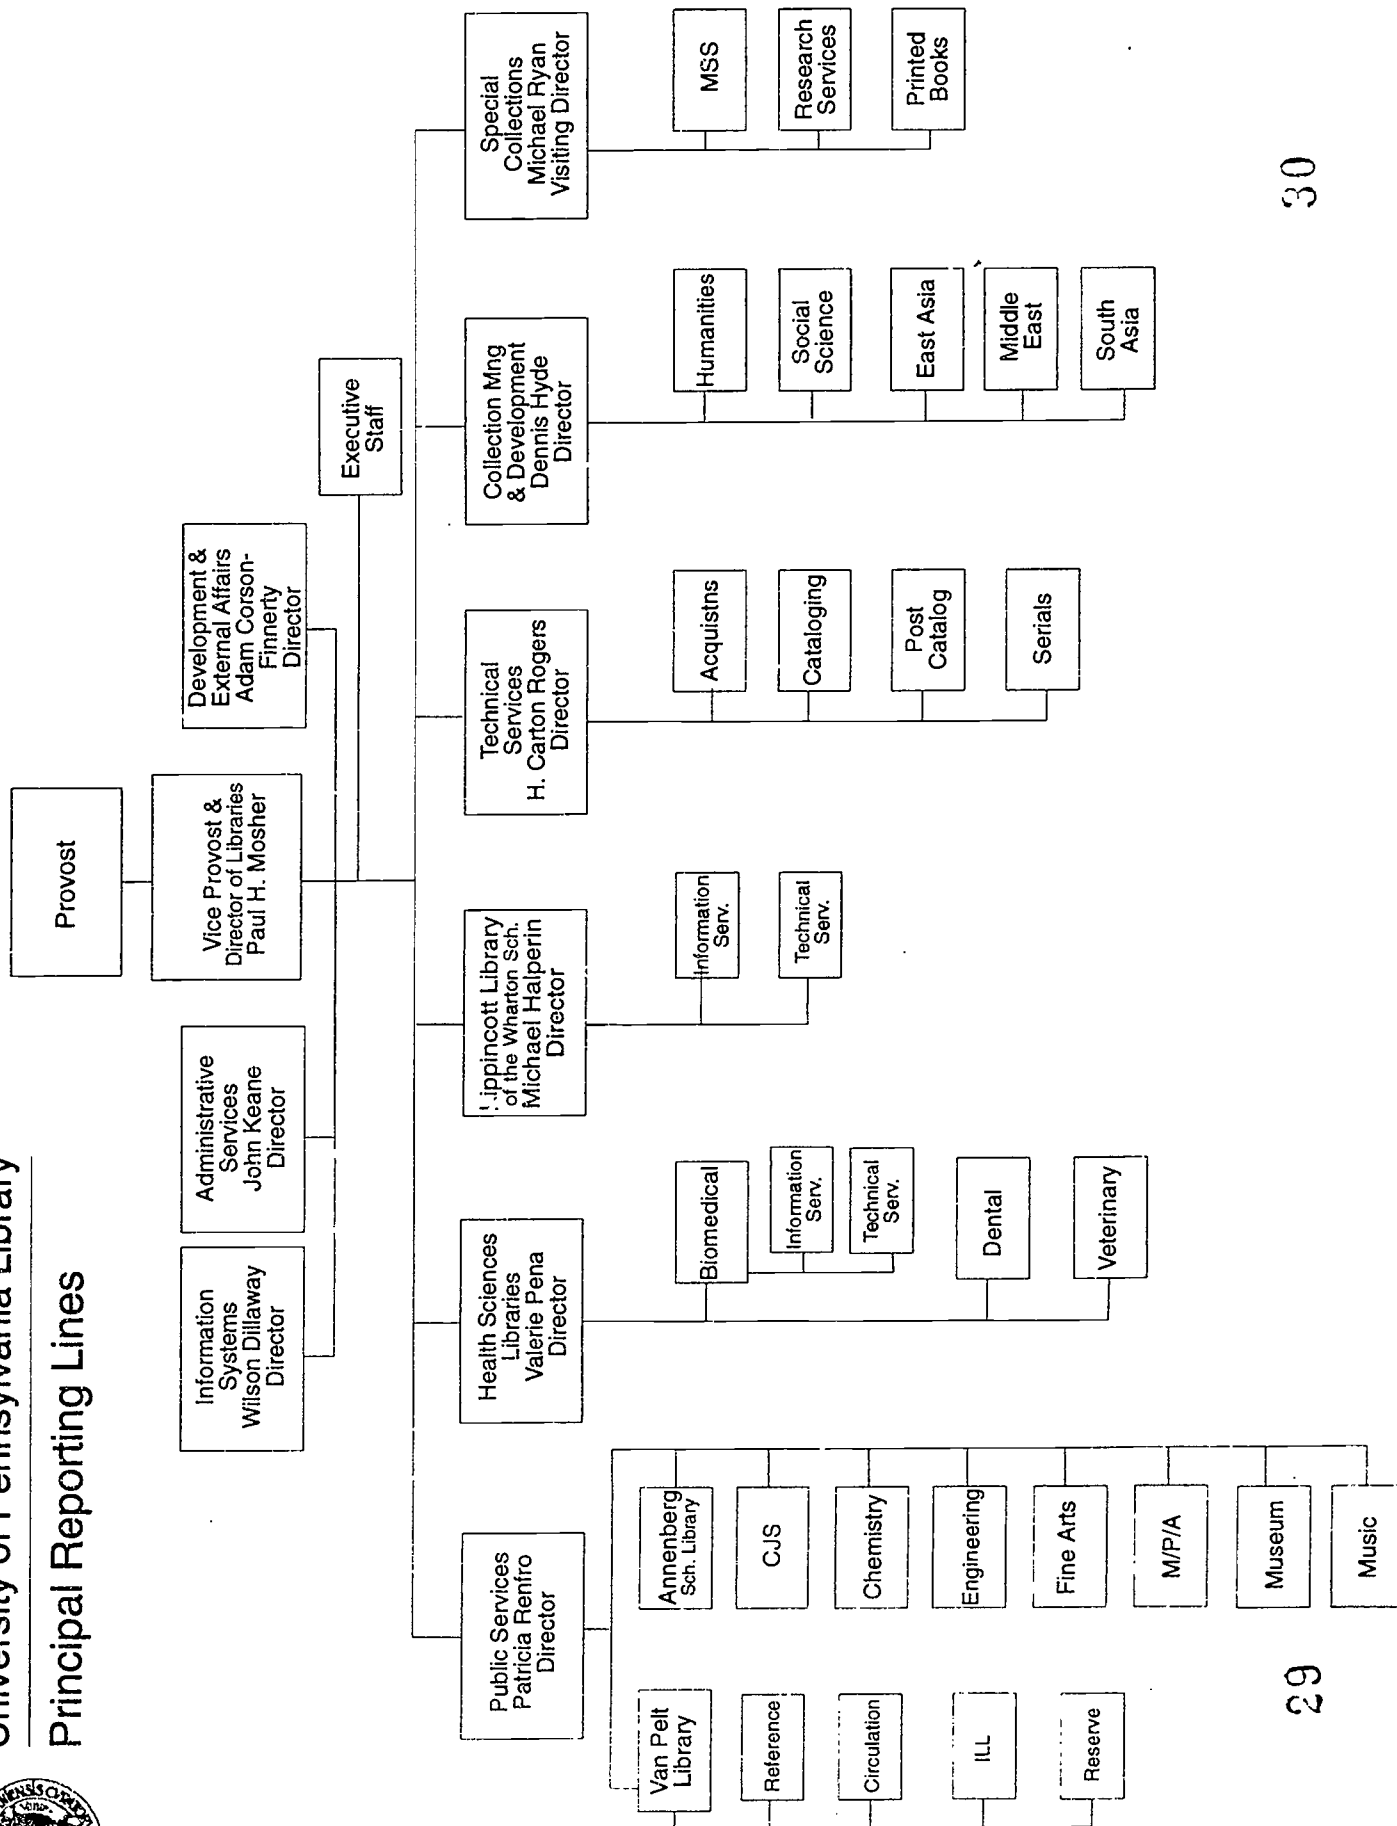 University of Pennsylvania Library
Principal Reporting Lines
Provost
Vice Provost &
Director of Libraries
Paul H. Mosher
Information
Systems
Wilson Dillaway
Director
Administrative
Services
John Keane
Director
Development &
External Affairs
Adam Corson-
Finnerty
Director
Executive
Staff
Public Services
Patricia Renfro
Director
Van Pelt
Library
Reference
Circulation
ILL
Reserve
Annenberg
Sch. Library
CJS
Chemistry
Engineering
Fine Arts
M/P/A
Museum
Music
Health Sciences
Libraries
Valerie Pena
Director
Biomedical
Information
Serv.
Technical
Serv.
Dental
Veterinary
Lippincott Library
of the Wharton Sch.
Michael Halperin
Director
Information
Serv.
Technical
Serv.
Technical
Services
H. Carton Rogers
Director
Acquistns
Cataloging
Post
Catalog
Serials
Collection Mng
& Development
Dennis Hyde
Director
Humanities
Social
Science
East Asia
Middle
East
South
Asia
Special
Collections
Michael Ryan
Visiting Director
MSS
Research
Services
Printed
Books
29
30